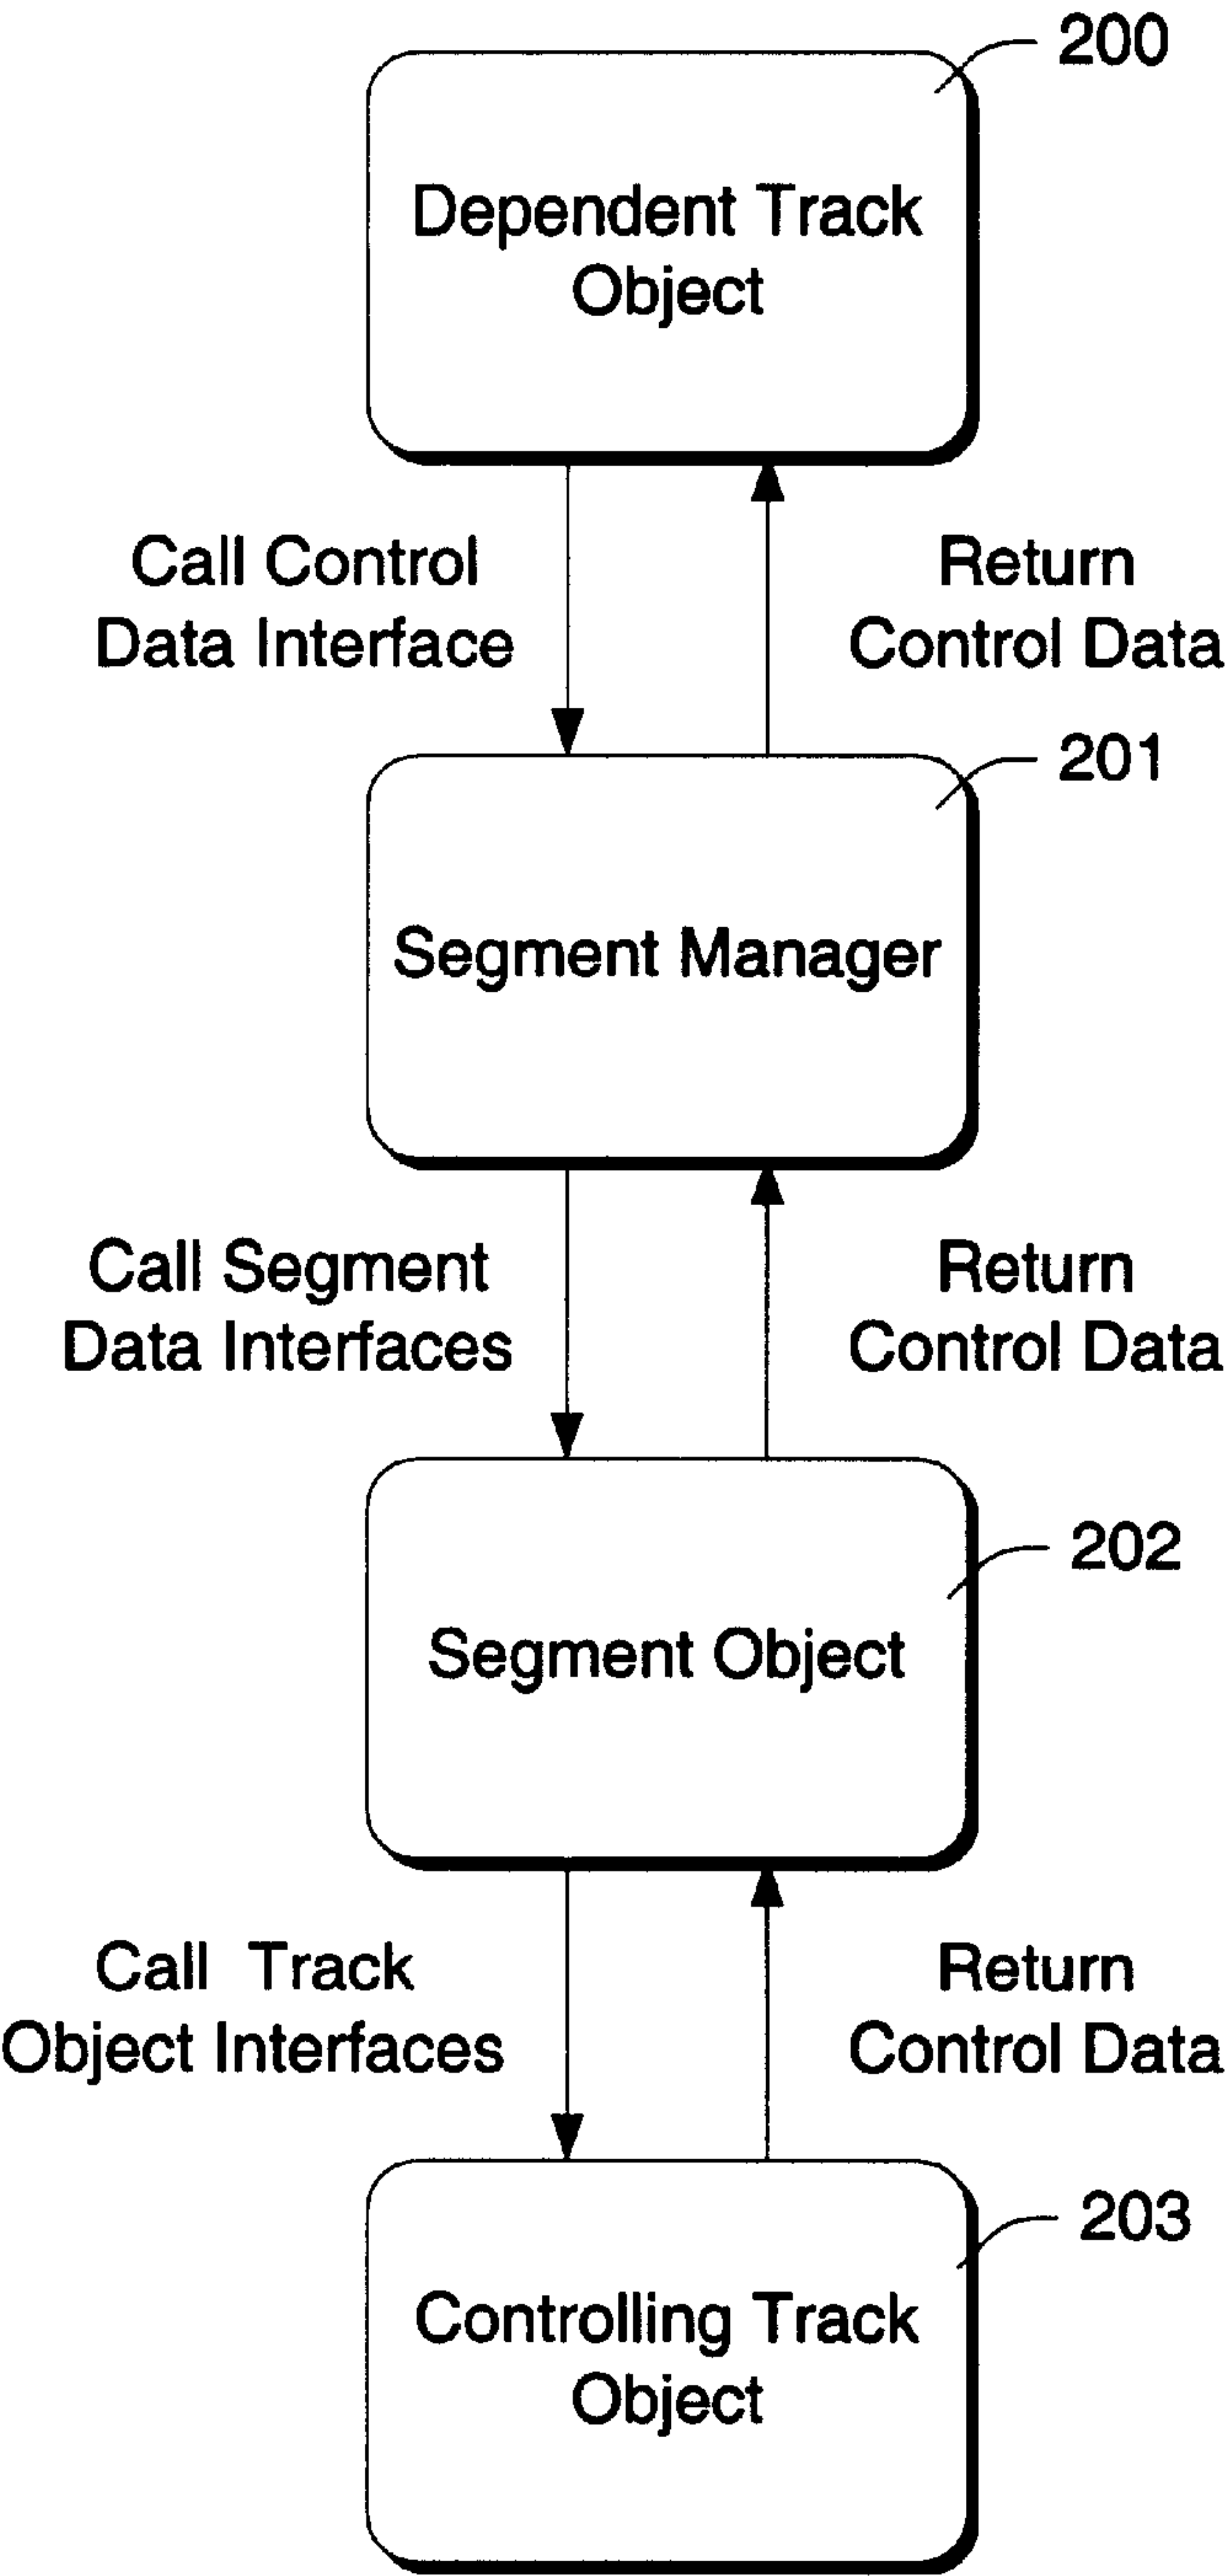 200
Dependent Track
Object
Call Control
Data Interface
Return
Control Data
201
Segment Manager
Call Segment
Data Interfaces
Return
Control Data
202
Segment Object
Call Track
Object Interfaces
Return
Control Data
203
Controlling Track
Object